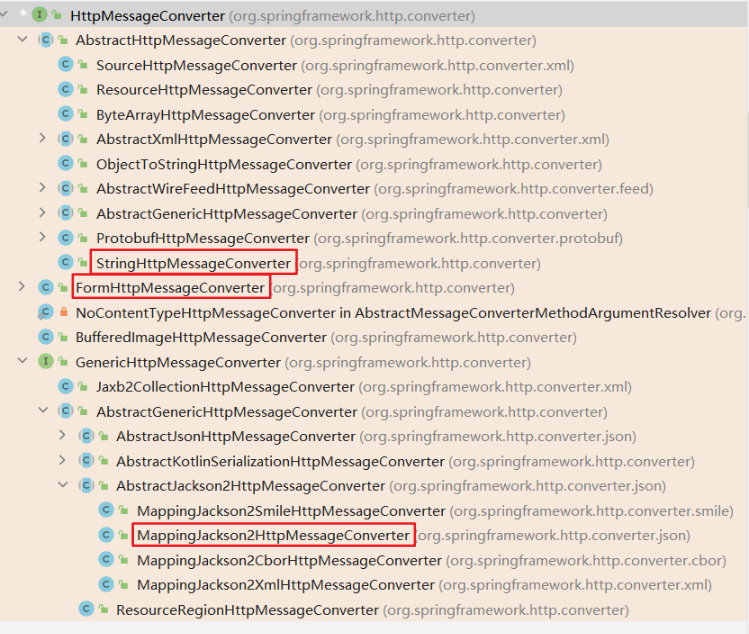 HttpMessageConverter (org.springframework.http.converter)
AbstractHttpMessageConverter (org.springframework.http.converter)
SourceHttpMessageConverter (org.springframework.http.converter.xml)
ResourceHttpMessageConverter (org.springframework.http.converter)
ByteArrayHttpMessageConverter (org.springframework.http.converter)
AbstractXmlHttpMessageConverter (org.springframework.http.converter.xml)
ObjectToStringHttpMessageConverter (org.springframework.http.converter)
AbstractWireFeedHttpMessageConverter (org.springframework.http.converter.feed)
AbstractGenericHttpMessageConverter (org.springframework.http.converter)
ProtobufHttpMessageConverter (org.springframework.http.converter.protobuf)
StringHttpMessageConverter org.springframework.http.converter)
FormHttpMessageConverter org.springframework.http.converter)
NoContentTypeHttpMessageConverter in AbstractMessageConverterMethodArgumentResolver (org.
BufferedImageHttpMessageConverter (org.springframework.http.converter)
GenericHttpMessageConverter (org.springframework.http.converter)
Jaxb2CollectionHttpMessageConverter (org.springframework.http.converter.xml)
AbstractGenericHttpMessageConverter (org.springframework.http.converter)
AbstractJsonHttpMessageConverter (org.springframework.http.converter.json)
AbstractKotlinSerializationHttpMessageConverter (org.springframework.http.converter)
AbstractJackson2HttpMessageConverter (org.springframework.http.converter.json)
MappingJackson2SmileHttpMessageConverter (org.springframework.http.converter.smile)
MappingJackson2HttpMessageConverter org.springframework.http.converter.json)
MappingJackson2CborHttpMessageConverter (org.springframework.http.converter.cbor)
MappingJackson2XmlHttpMessageConverter (org.springframework.http.converter.xml)
ResourceRegionHttpMessageConverter (org.springframework.http.converter)